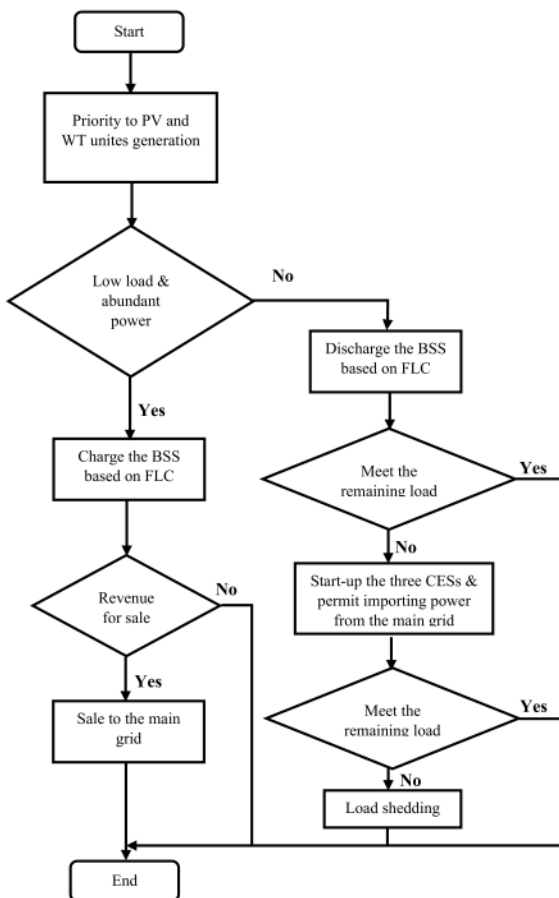 Start
Priority to PV and
WT unites generation
Low load &
abundant
power
No
Yes
Discharge the BSS
based on FLC
Charge the BSS
based on FLC
Meet the
remaining load
Yes
No
Revenue
for sale
No
Yes
Start-up the three CESs &
permit importing power
from the main grid
Sale to the main
grid
Meet the
remaining load
Yes
No
Load shedding
End